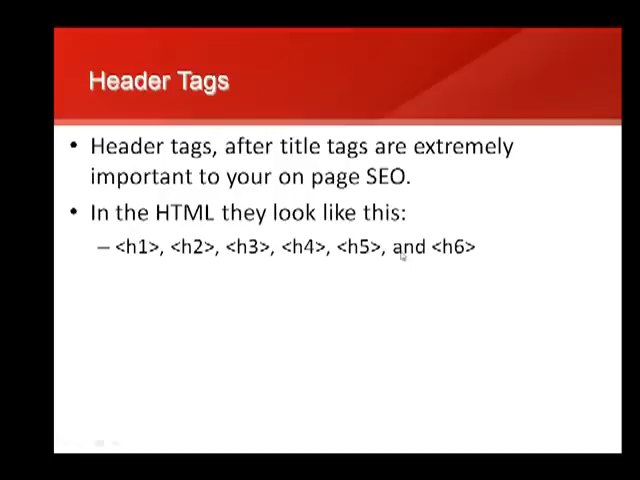 Header Tags
• Header tags, after title tags are extremely
important to your on page SEO.
• In the HTML they look like this:
– <h1>, <h2>, <h3>, <h4>, <h5>, and <h6>